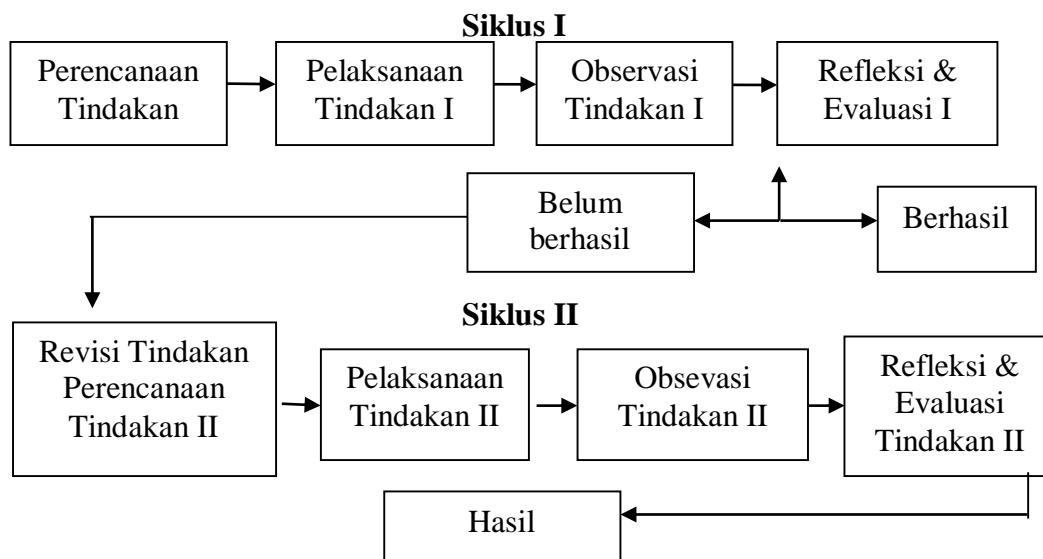 Siklus I
Perencanaan
Tindakan
Pelaksanaan
Tindakan I
Observasi
Tindakan I
Refleksi &
Evaluasi I
Belum
berhasil
Berhasil
Siklus II
Revisi Tindakan
Perencanaan
Tindakan II
Pelaksanaan
Tindakan II
Obsevasi
Tindakan II
Refleksi &
Evaluasi
Tindakan II
Hasil